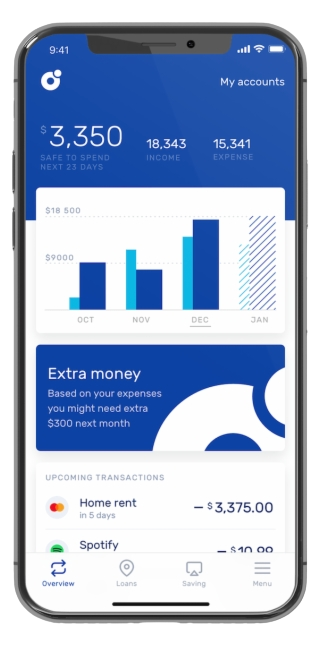 9:41
My accounts
$3,350
18,343
15,341
SAFE TO SPEND
NEXT 23 DAYS
INCOME
EXPENSE
$18 500
$9000
OCT NOV DEC JAN
Extra money
Based on your expenses
you might need extra
$300 next month
UPCOMING TRANSACTIONS
Home rent
in 5 days
— $3,375.00
Spotify
— $10.99
Overview Loans Saving Menu